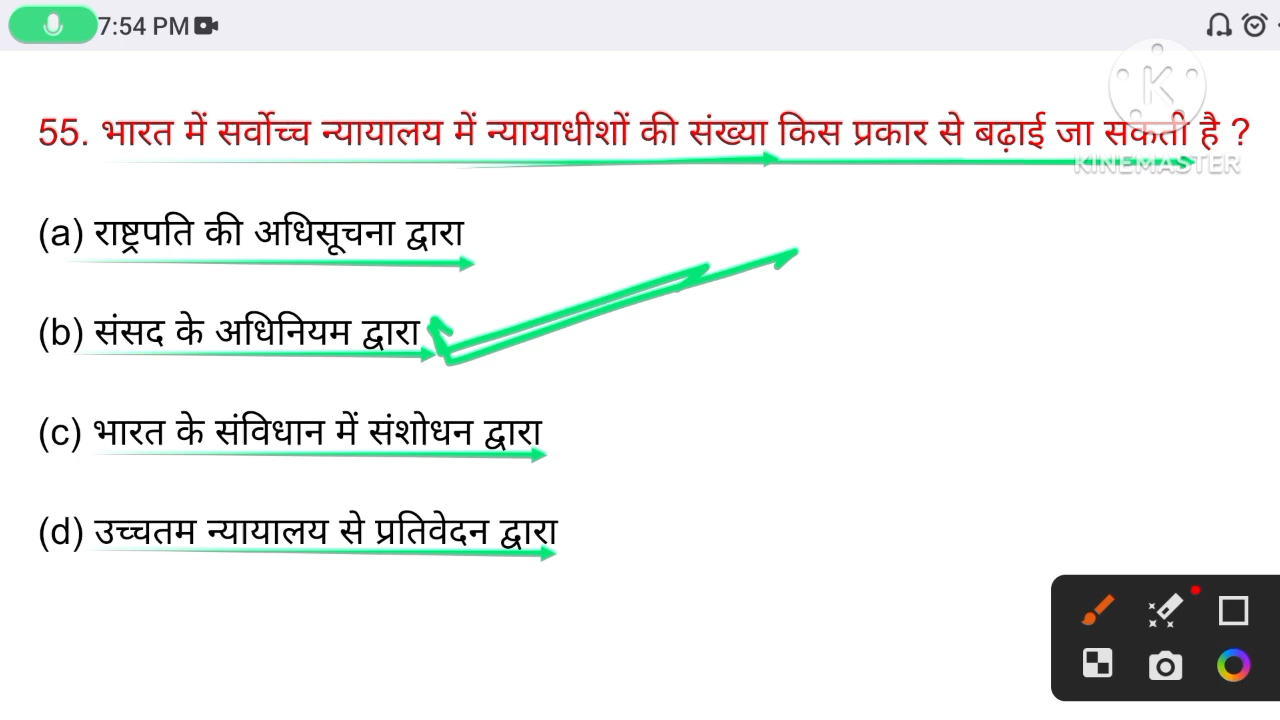 7:54 PM
55. भारत में सर्वोच्च न्यायालय में न्यायाधीशों की संख्या किस प्रकार से बढ़ाई जा सकती है ?
K
KINEMASTER
(a) राष्ट्रपति की अधिसूचना द्वारा
(b) संसद के अधिनियम द्वारा
(c) भारत के संविधान में संशोधन द्वारा
(d) उच्चतम न्यायालय से प्रतिवेदन द्वारा